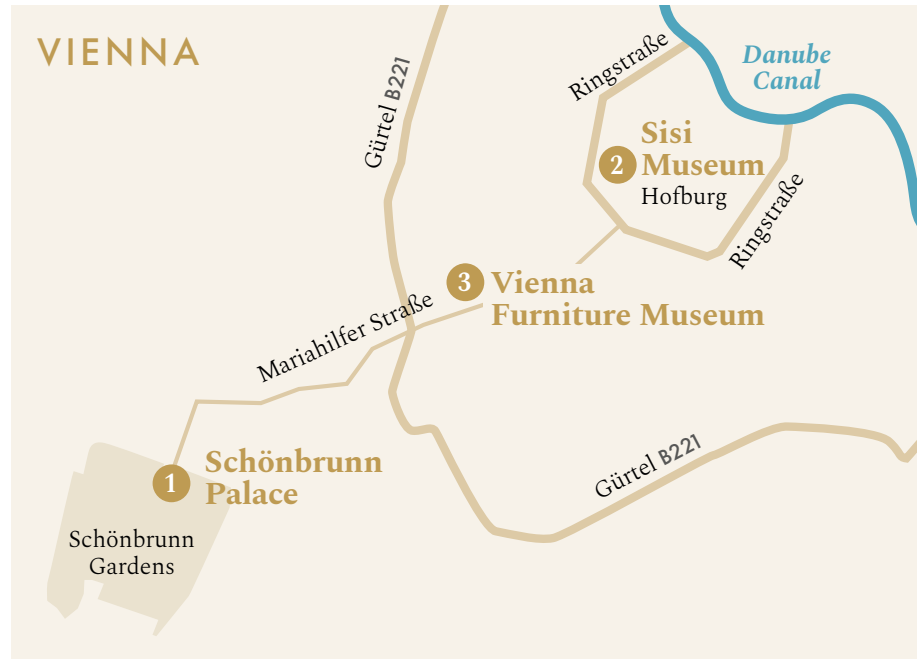 VIENNA
Gürtel B221
Ringstraße
Danube
Canal
2
Sisi
Museum
Hofburg
Ringstraße
3
Vienna
Furniture Museum
Mariahilfer Straße
1
Schönbrunn
Palace
Gürtel B221
Schönbrunn
Gardens